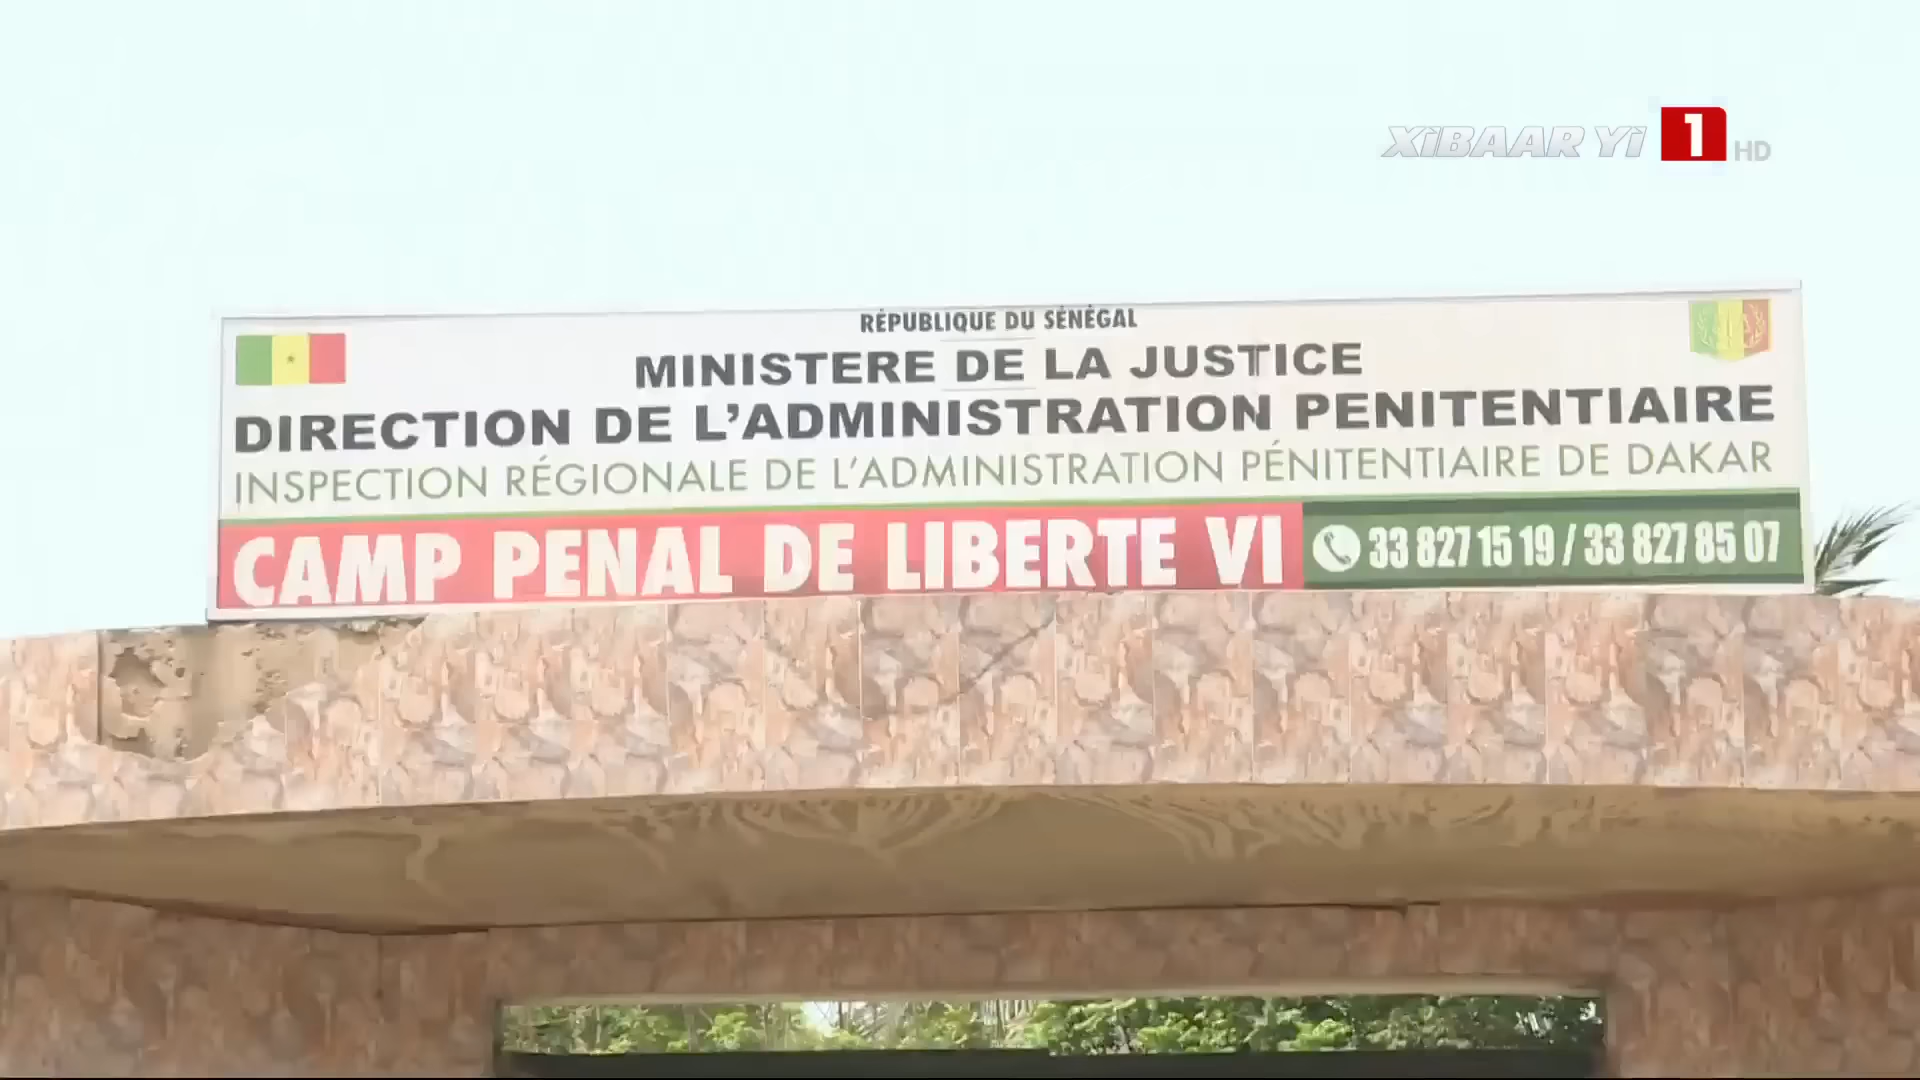 XIBAAR YI 1 HD
RÉPUBLIQUE DU SÉNÉGAL
MINISTERE DE LA JUSTICE
DIRECTION DE L'ADMINISTRATION PENITENTIAIRE
INSPECTION RÉGIONALE DE L'ADMINISTRATION PÉNITENTIAIRE DE DAKAR
CAMP PENAL DE LIBERTE VI 33 827 15 19 / 33 827 85 07